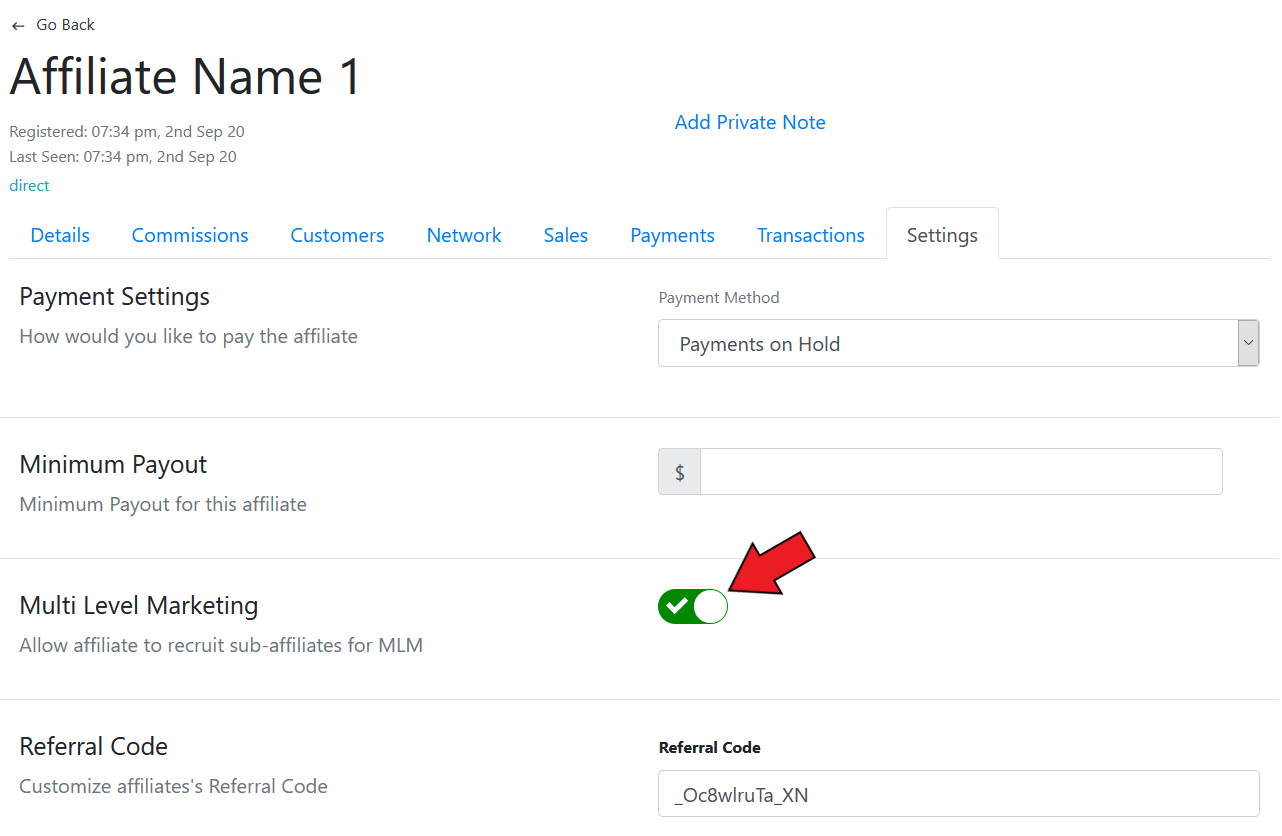 Go Back
Affiliate Name 1
Registered: 07:34 pm, 2nd Sep 20
Last Seen: 07:34 pm, 2nd Sep 20
direct
Add Private Note
Details Commissions Customers Network Sales Payments Transactions Settings
Payment Settings
How would you like to pay the affiliate
Payment Method
Payments on Hold
Minimum Payout
Minimum Payout for this affiliate
$
Multi Level Marketing
Allow affiliate to recruit sub-affiliates for MLM
Referral Code
Customize affiliates's Referral Code
Referral Code
_Oc8wlruTa_XN